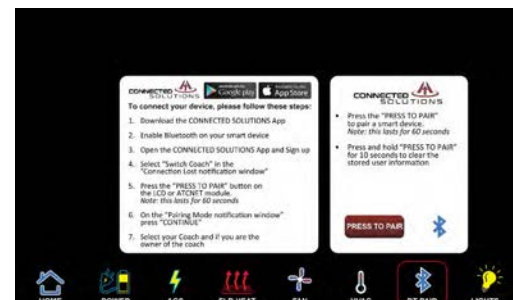 CONNECTED
SOLUTIONS
Google play
App Store
To connect your device, please follow these steps:
1. Download the CONNECTED SOLUTIONS App
2. Enable Bluetooth on your smart device
3. Open the CONNECTED SOLUTIONS App and Sign up
4. Select "Switch Coach" in the
"Connection Lost notification window"
5. Press the "PRESS TO PAIR" button on
the LCD or ATCNET module.
Note: this lasts for 60 seconds
6. On the "Pairing Mode notification window"
press "CONTINUE"
7. Select your Coach and if you are the
owner of the coach
CONNECTED
SOLUTIONS
• Press the "PRESS TO PAIR"
to pair a smart device.
Note: this lasts for 60 seconds
• Press and hold "PRESS TO PAIR"
for 10 seconds to clear the
stored user information
PRESS TO PAIR
HOME POWER AGS FLR HEAT FAN HVAC BT PAIR LIGHTS